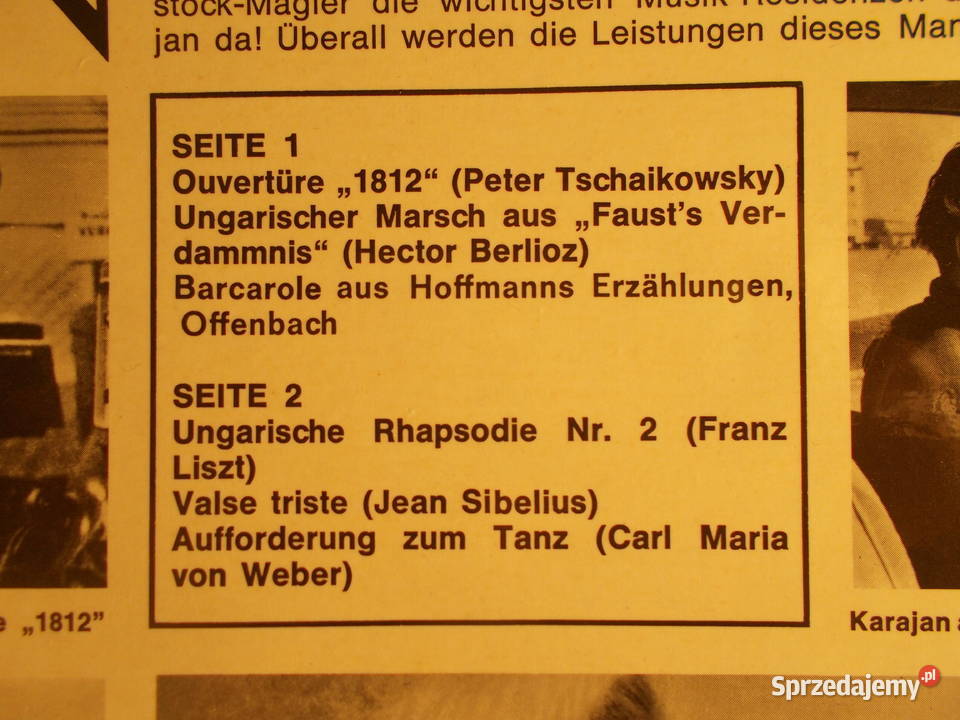 stock-Magier die wichtigsten Musik-Residenzen
jan da! Überall werden die Leistungen dieses
SEITE 1
Ouvertüre „1812“ (Peter Tschaikowsky)
Ungarischer Marsch aus „Faust's Ver-
dammnis“ (Hector Berlioz)
Barcarole aus Hoffmanns Erzählungen,
Offenbach
SEITE 2
Ungarische Rhapsodie Nr. 2 (Franz
Liszt)
Valse triste (Jean Sibelius)
Aufforderung zum Tanz (Carl Maria
von Weber)
„1812”
Karajan
Sprzedajemy.pl